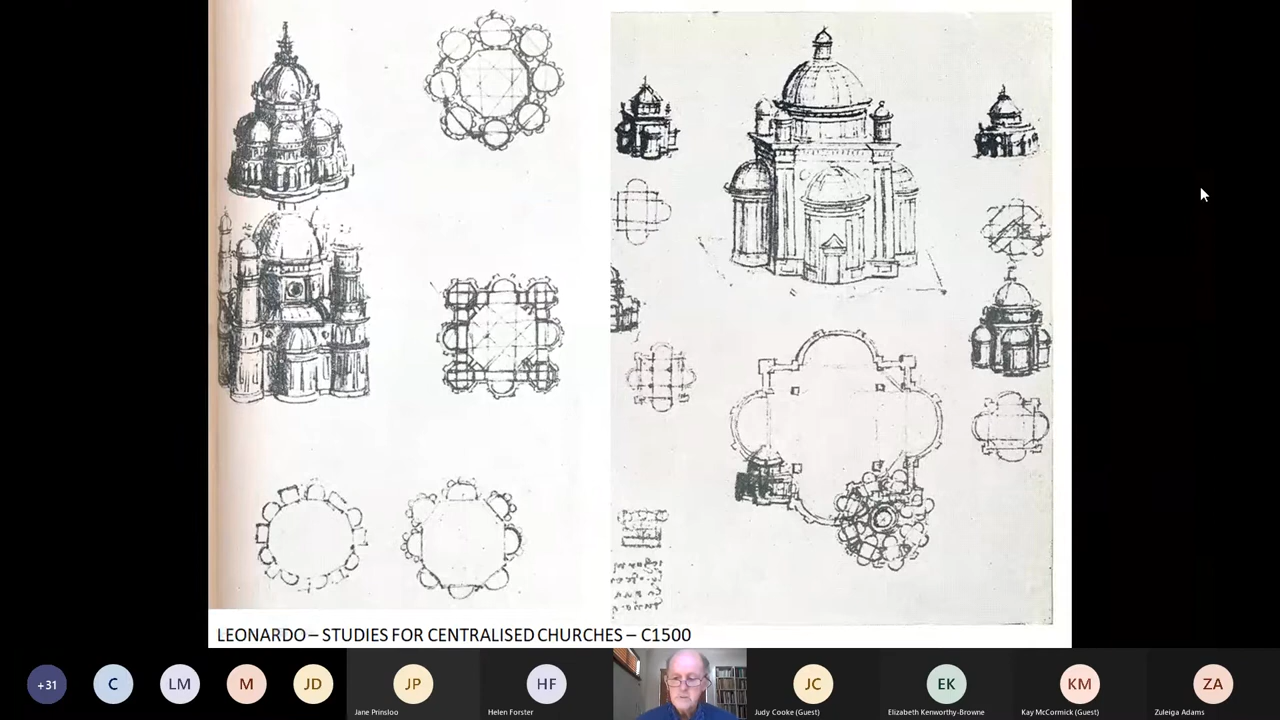 LEONARDO – STUDIES FOR CENTRALISED CHURCHES – C1500
+31
C
LM
M
JD
JP
HF
JC
EK
KM
ZA
Jane Prinsloo
Helen Forster
Judy Cooke (Guest)
Elizabeth Kenworthy-Browne
Kay McCormick (Guest)
Zuleiga Adams